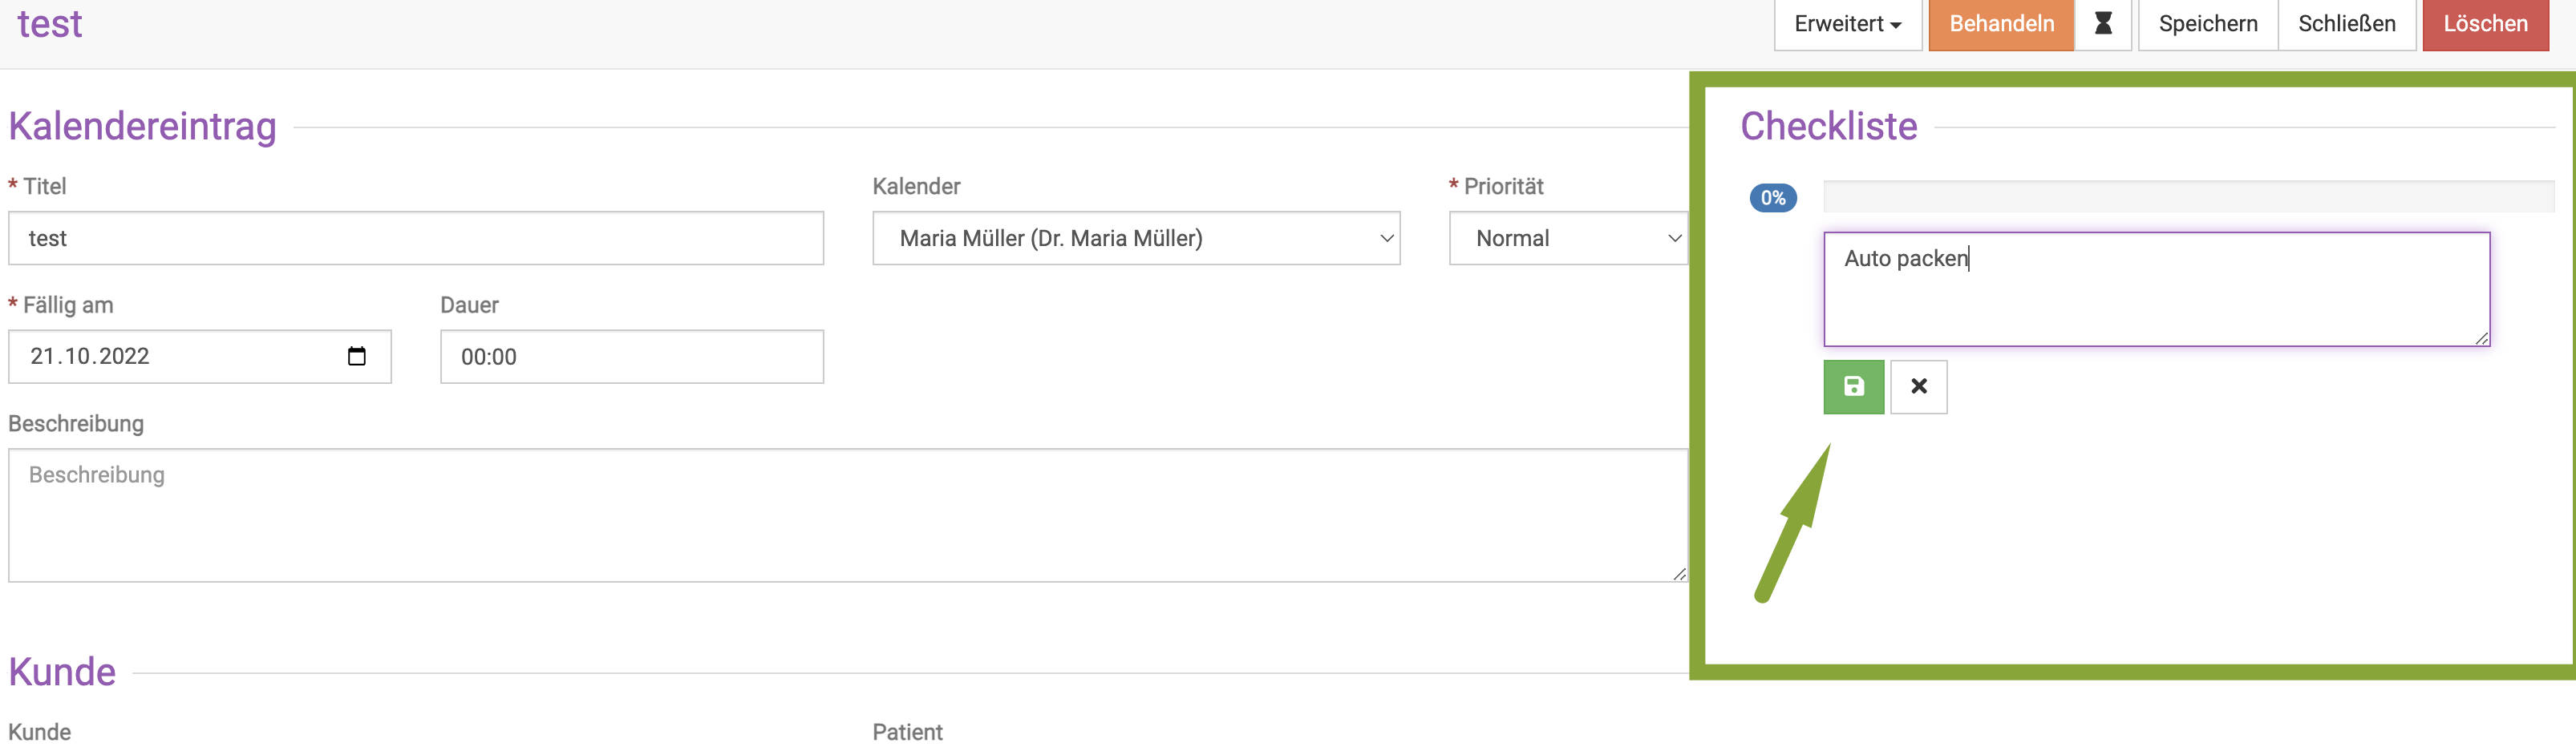 test
Erweitert
Behandeln
Speichern
Schließen
Löschen
Kalendereintrag
* Titel
Kalender
* Priorität
test
Maria Müller (Dr. Maria Müller)
Normal
* Fällig am
Dauer
21.10.2022
00:00
Beschreibung
Beschreibung
Checkliste
0%
Auto packen
Kunde
Kunde
Patient